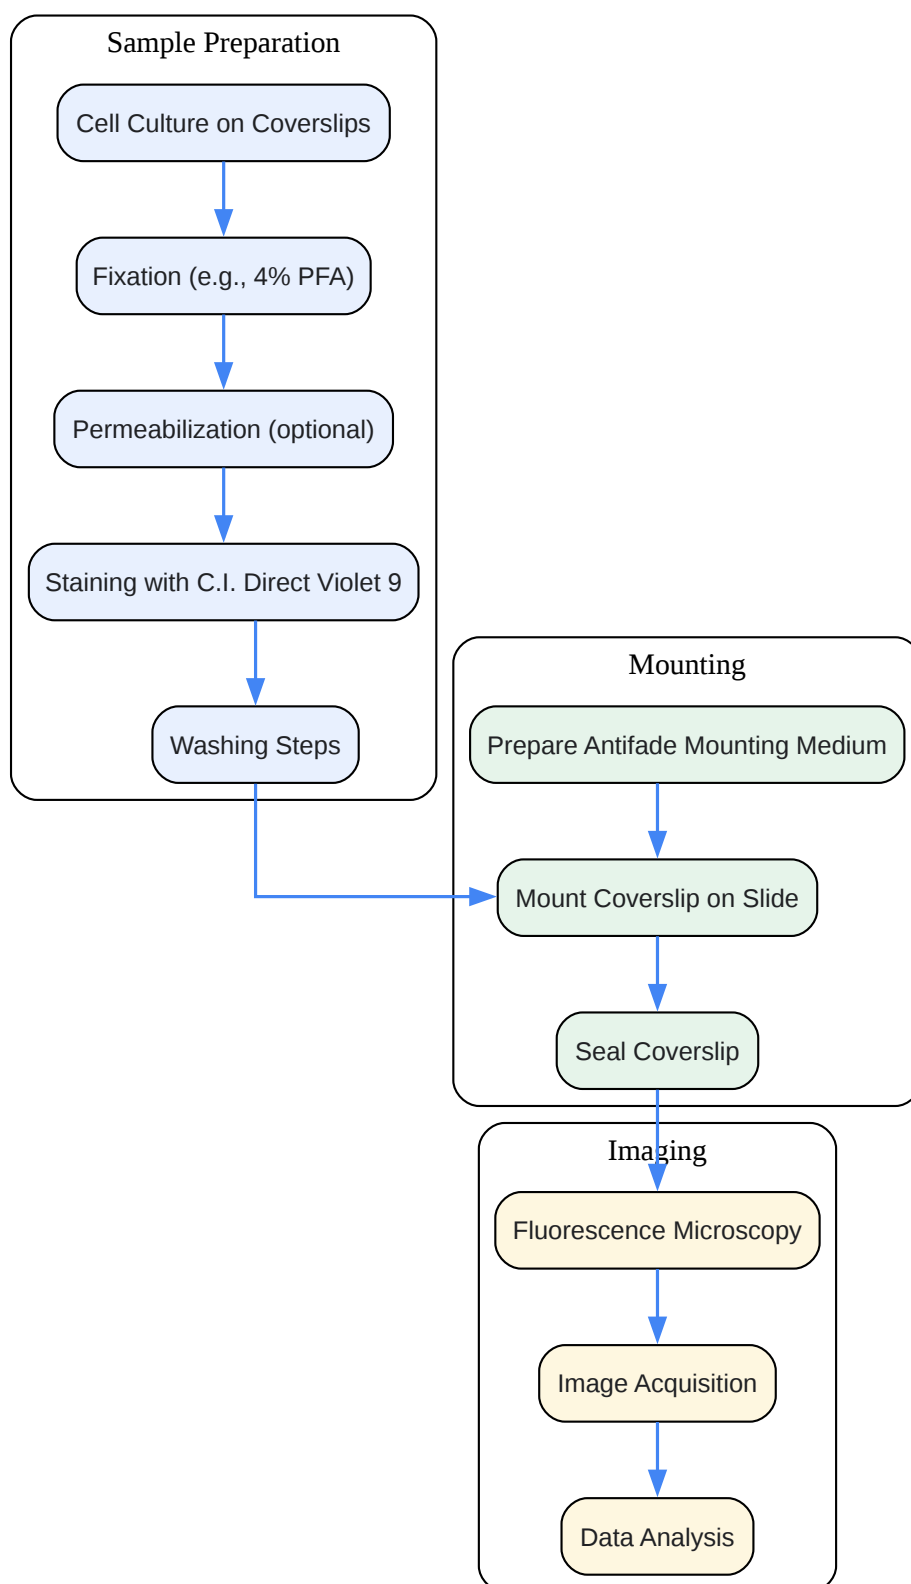 Sample Preparation
Cell Culture on Coverslips
Fixation (e.g., 4% PFA)
Permeabilization (optional)
Staining with C.I. Direct Violet 9
Washing Steps
Mounting
Prepare Antifade Mounting Medium
Mount Coverslip on Slide
Seal Coverslip
Imaging
Fluorescence Microscopy
Image Acquisition
Data Analysis